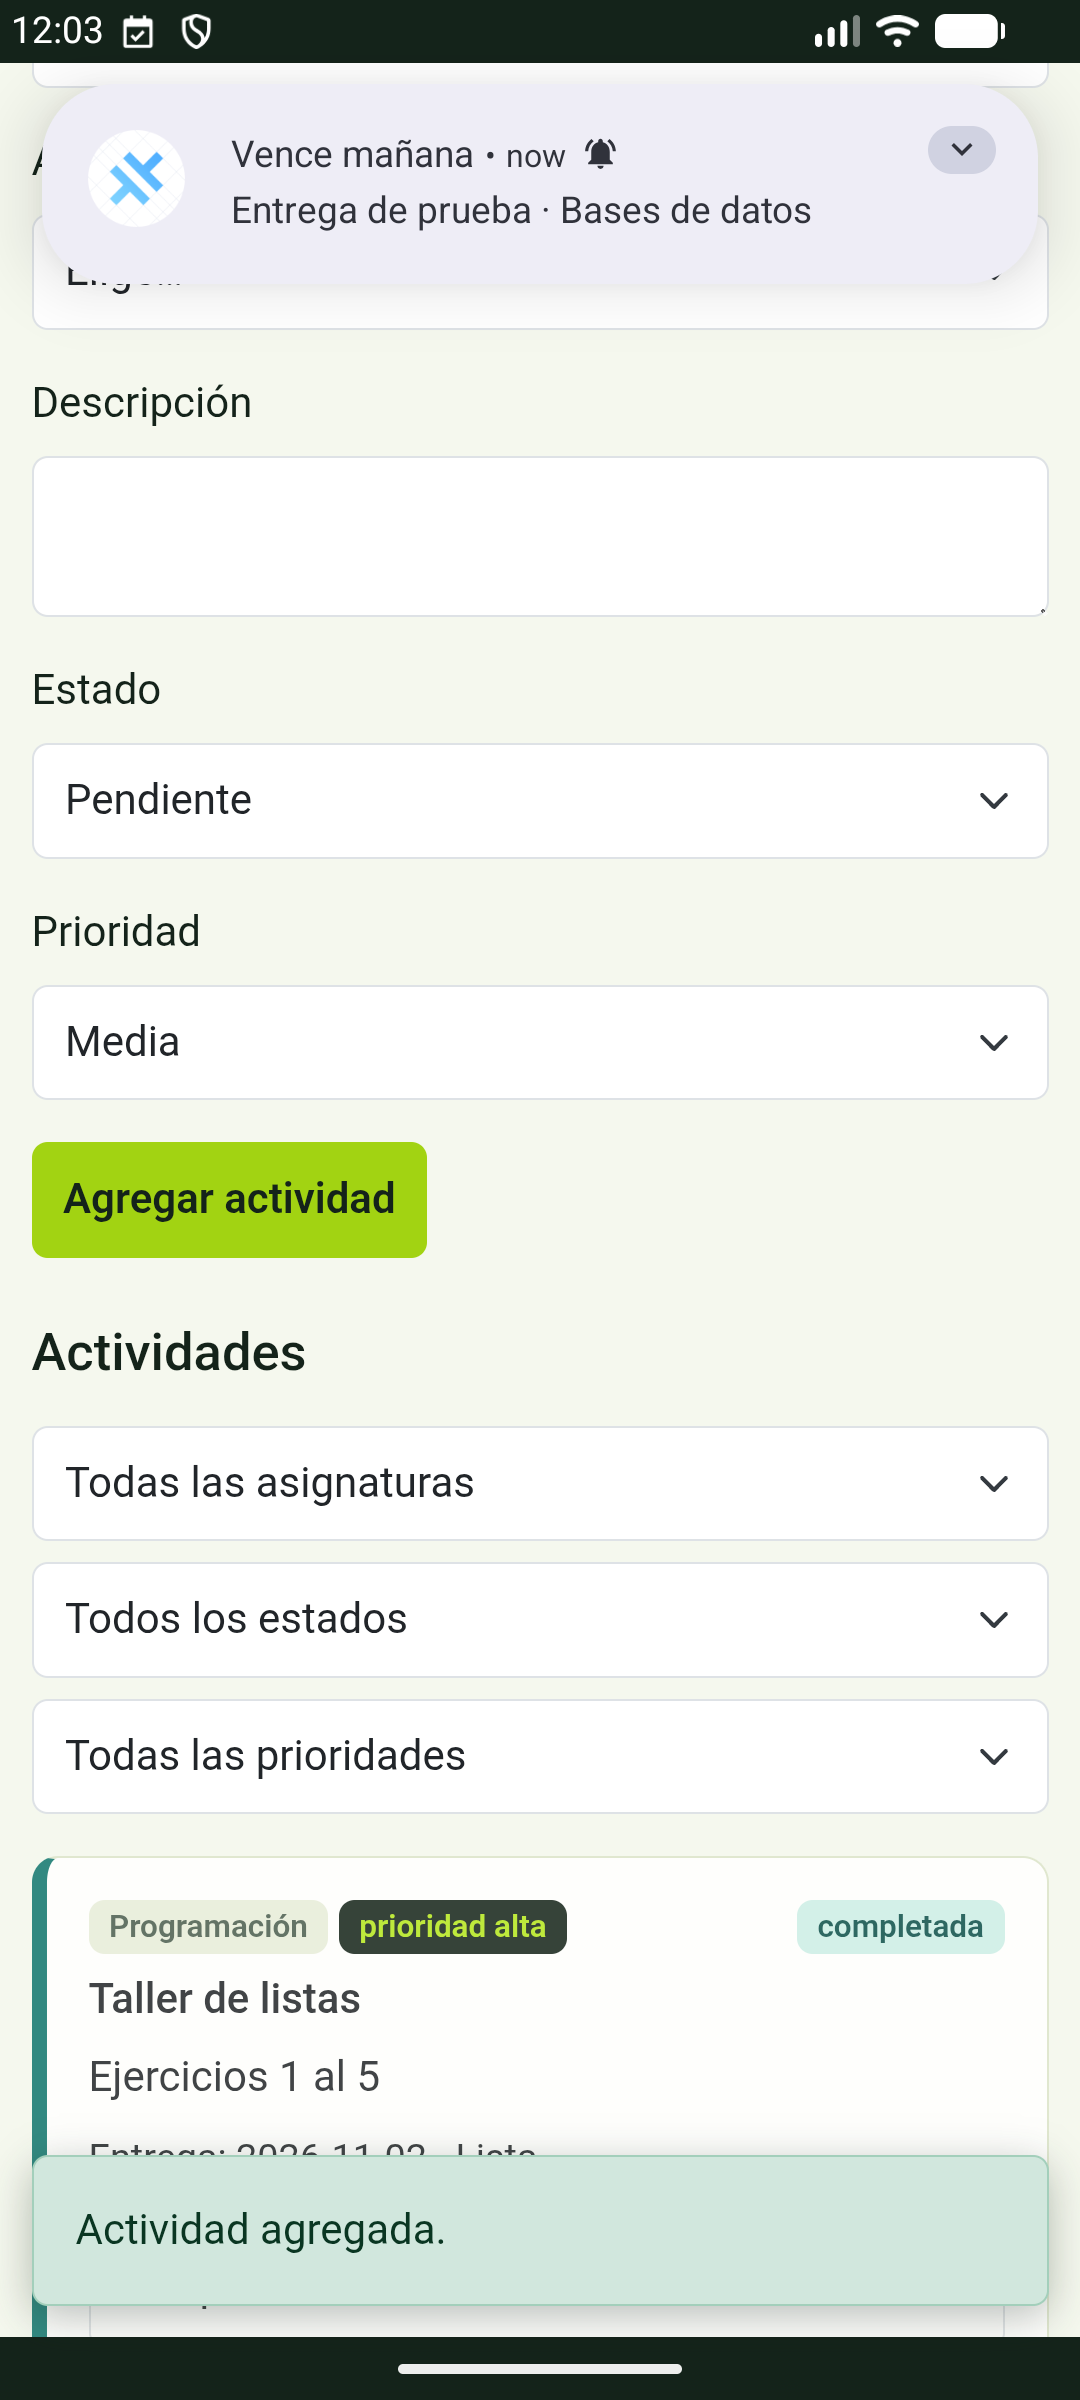 12:03
Vence mañana • now
Entrega de prueba · Bases de datos
Descripción
Estado
Pendiente
Prioridad
Media
Agregar actividad
Actividades
Todas las asignaturas
Todos los estados
Todas las prioridades
Programación prioridad alta completada
Taller de listas
Ejercicios 1 al 5
Actividad agregada.